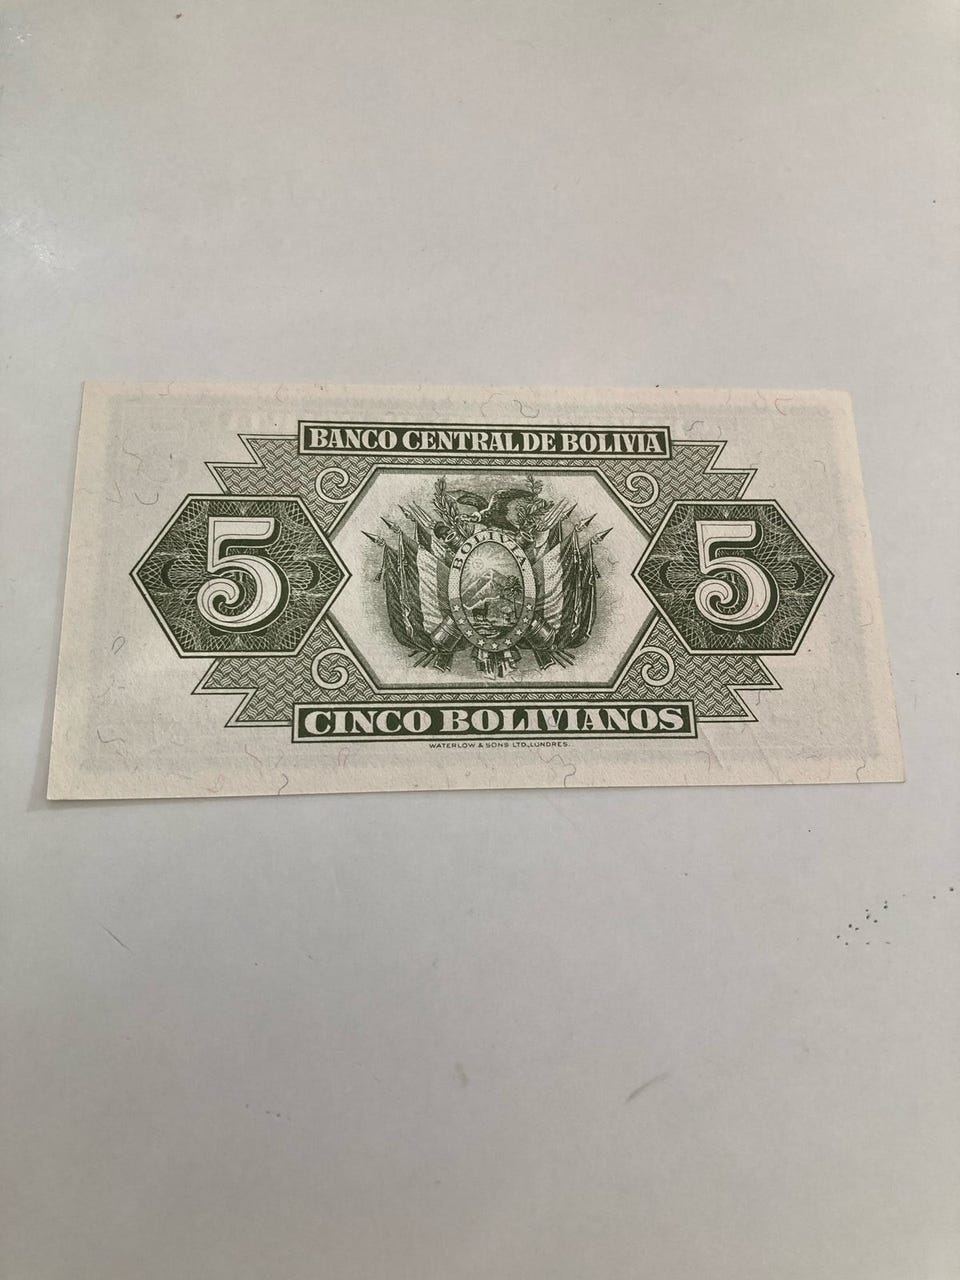 BANCO CENTRAL DE BOLIVIA
5
BOLIVIA.
5
CINCO BOLIVIANOS
WATERLOW & SONS LTD., LONDRES.